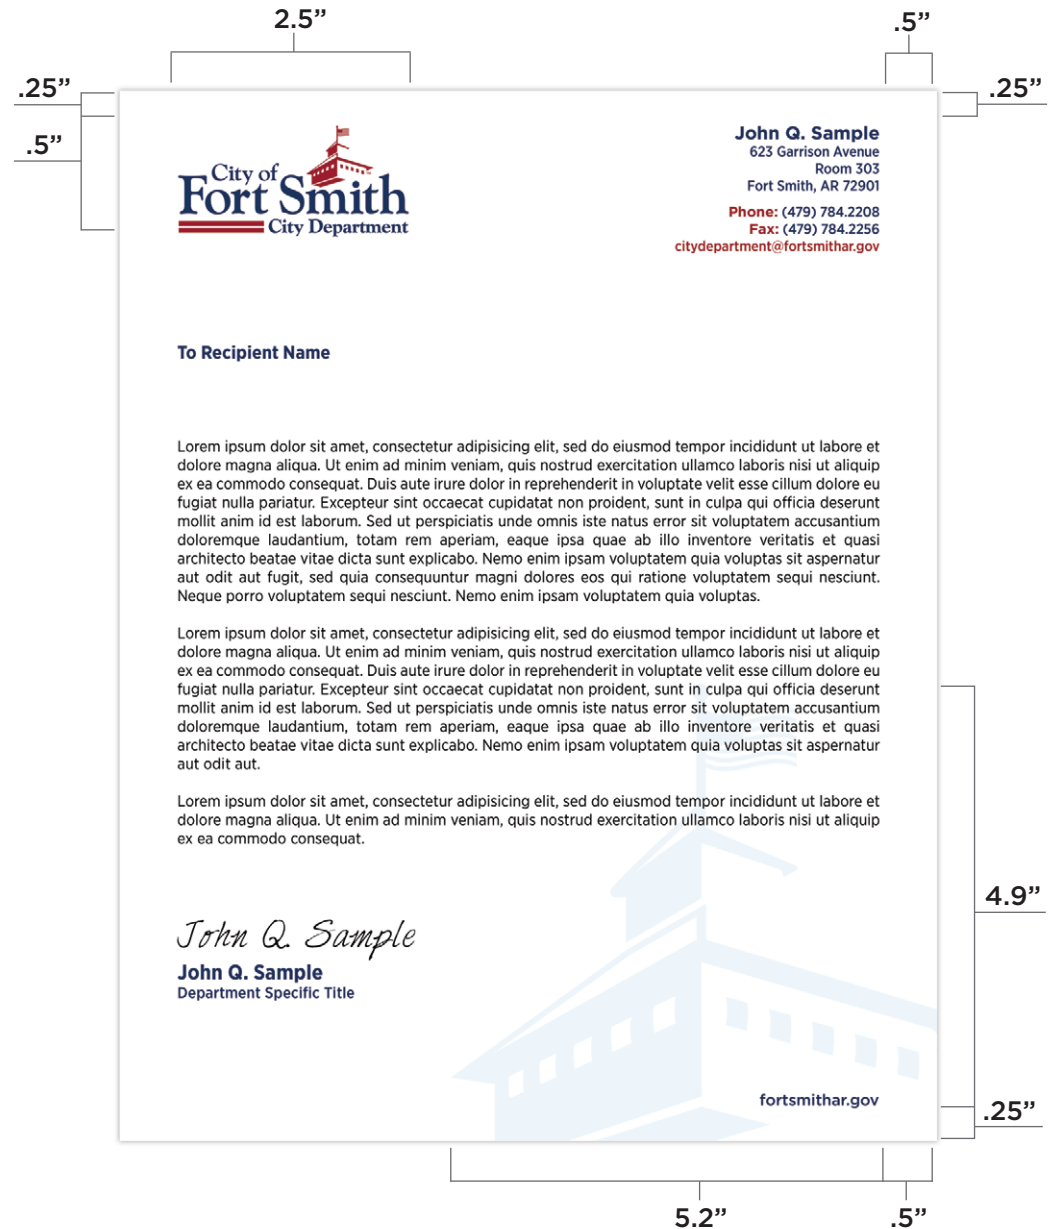 2.5”
.5”
.25”
.25”
.5”
City of
Fort Smith
City Department
John Q. Sample
623 Garrison Avenue
Room 303
Fort Smith, AR 72901
Phone: (479) 784.2208
Fax: (479) 784.2256
citydepartment@fortsmithar.gov
To Recipient Name
Lorem ipsum dolor sit amet, consectetur adipisicing elit, sed do eiusmod tempor incididunt ut labore et
dolore magna aliqua. Ut enim ad minim veniam, quis nostrud exercitation ullamco laboris nisi ut aliquip
ex ea commodo consequat. Duis aute irure dolor in reprehenderit in voluptate velit esse cillum dolore eu
fugiat nulla pariatur. Excepteur sint occaecat cupidatat non proident, sunt in culpa qui officia deserunt
mollit anim id est laborum. Sed ut perspiciatis unde omnis iste natus error sit voluptatem accusantium
doloremque laudantium, totam rem aperiam, eaque ipsa quae ab illo inventore veritatis et quasi
architecto beatae vitae dicta sunt explicabo. Nemo enim ipsam voluptatem quia voluptas sit aspernatur
aut odit aut fugit, sed quia consequuntur magni dolores eos qui ratione voluptatem sequi nesciunt.
Neque porro voluptatem sequi nesciunt. Nemo enim ipsam voluptatem quia voluptas.
Lorem ipsum dolor sit amet, consectetur adipisicing elit, sed do eiusmod tempor incididunt ut labore et
dolore magna aliqua. Ut enim ad minim veniam, quis nostrud exercitation ullamco laboris nisi ut aliquip
ex ea commodo consequat. Duis aute irure dolor in reprehenderit in voluptate velit esse cillum dolore eu
fugiat nulla pariatur. Excepteur sint occaecat cupidatat non proident, sunt in culpa qui officia deserunt
mollit anim id est laborum. Sed ut perspiciatis unde omnis iste natus error sit voluptatem accusantium
doloremque laudantium, totam rem aperiam, eaque ipsa quae ab illo inventore veritatis et quasi
architecto beatae vitae dicta sunt explicabo. Nemo enim ipsam voluptatem quia voluptas sit aspernatur
aut odit aut.
Lorem ipsum dolor sit amet, consectetur adipisicing elit, sed do eiusmod tempor incididunt ut labore et
dolore magna aliqua. Ut enim ad minim veniam, quis nostrud exercitation ullamco laboris nisi ut aliquip
ex ea commodo consequat.
4.9”
John Q. Sample
John Q. Sample
Department Specific Title
fortsmithar.gov
.25”
5.2”
.5”